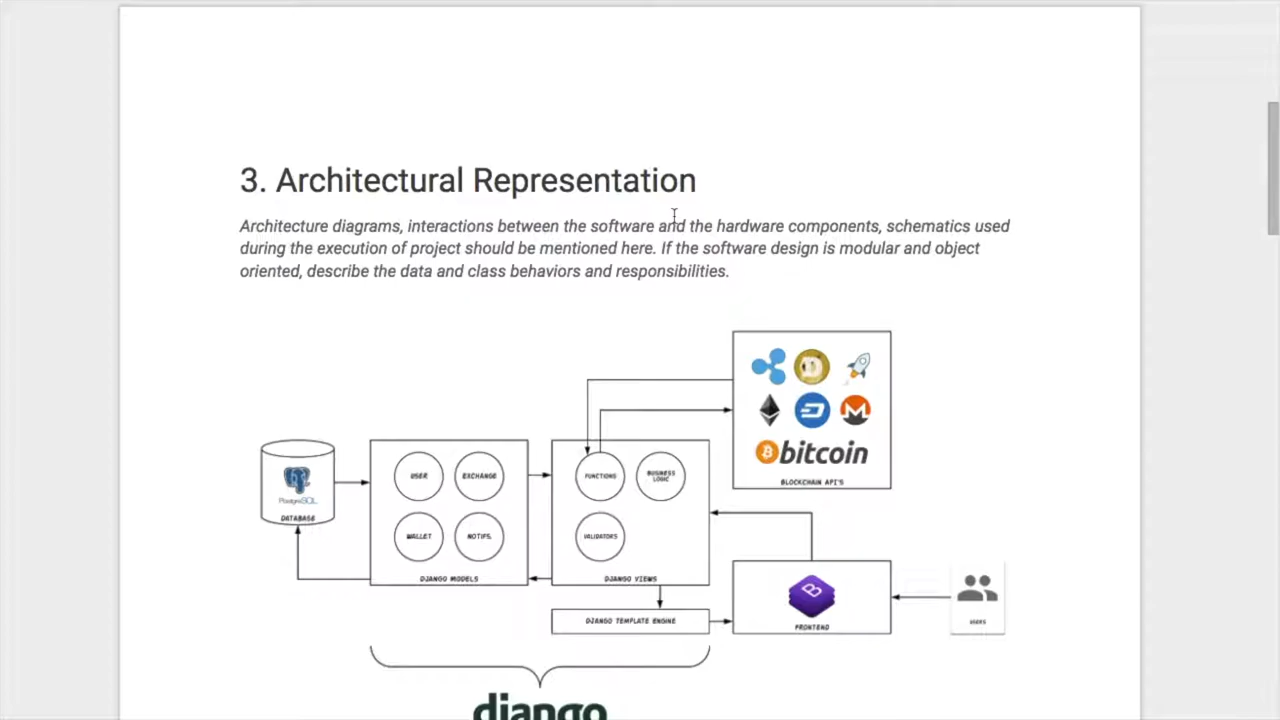 3. Architectural Representation
Architecture diagrams, interactions between the software and the hardware components, schematics used
during the execution of project should be mentioned here. If the software design is modular and object
oriented, describe the data and class behaviors and responsibilities.
bitcoin
BLOCKCHAIN API'S
PostgreSQL
DATABASE
USER
EXCHANGE
WALLET
NOTIFS.
DJANGO MODELS
FUNCTIONS
BUSINESS
LOGIC
VALIDATORS
DJANGO VIEWS
DJANGO TEMPLATE ENGINE
B
FRONTEND
USERS
django